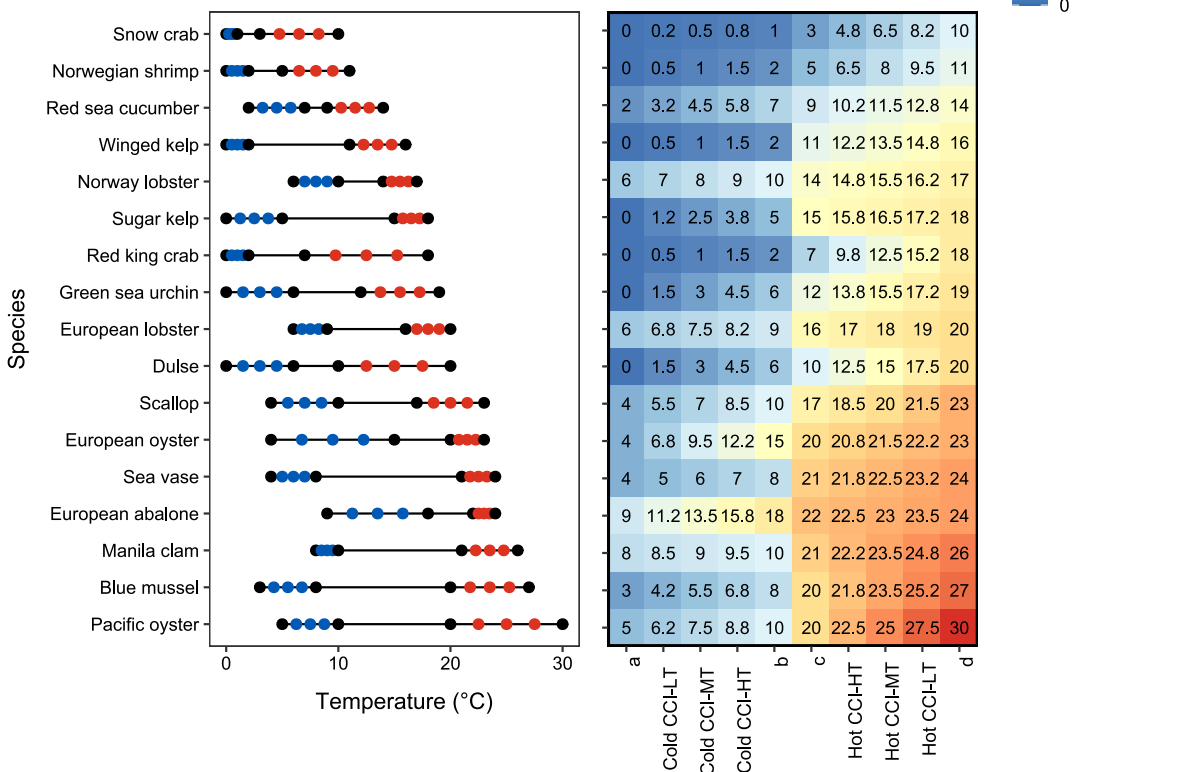 0
Snow crab 0 0.2 0.5 0.8 1 3 4.8 6.5 8.2 10
Norwegian shrimp 0 0.5 1 1.5 2 5 6.5 8 9.5 11
Red sea cucumber 2 3.2 4.5 5.8 7 9 10.2 11.5 12.8 14
Winged kelp 0 0.5 1 1.5 2 11 12.2 13.5 14.8 16
Norway lobster 6 7 8 9 10 14 14.8 15.5 16.2 17
Sugar kelp 0 1.2 2.5 3.8 5 15 15.8 16.5 17.2 18
Red king crab 0 0.5 1 1.5 2 7 9.8 12.5 15.2 18
Green sea urchin 0 1.5 3 4.5 6 12 13.8 15.5 17.2 19
European lobster 6 6.8 7.5 8.2 9 16 17 18 19 20
Dulse 0 1.5 3 4.5 6 10 12.5 15 17.5 20
Scallop 4 5.5 7 8.5 10 17 18.5 20 21.5 23
European oyster 4 6.8 9.5 12.2 15 20 20.8 21.5 22.2 23
Sea vase 4 5 6 7 8 21 21.8 22.5 23.2 24
European abalone 9 11.2 13.5 15.8 18 22 22.5 23 23.5 24
Manila clam 8 8.5 9 9.5 10 21 22.2 23.5 24.8 26
Blue mussel 3 4.2 5.5 6.8 8 20 21.8 23.5 25.2 27
Pacific oyster 5 6.2 7.5 8.8 10 20 22.5 25 27.5 30
Species
0 10 20 30
Temperature (°C)
a
Cold CCI-LT
Cold CCI-MT
Cold CCI-HT
b
c
Hot CCI-HT
Hot CCI-MT
Hot CCI-LT
d